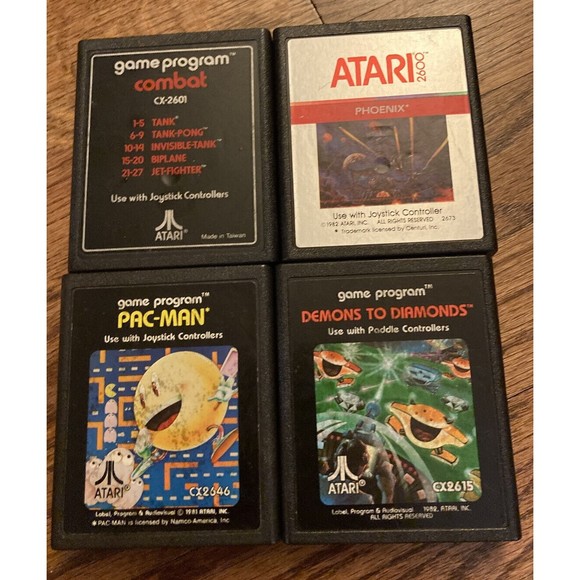 game program™
combat
CX-2601
1-5 TANK®
6-9 TANK-PONG™
10-14 INVISIBLE-TANK™
15-20 BIPLANE
21-27 JET-FIGHTER™
Use with Joystick Controllers
ATARI®
Made in Taiwan
ATARI® 2600™
PHOENIX*
Use with Joystick Controller
©1982 ATARI, INC. ALL RIGHTS RESERVED 2673
* Trademark licensed by Centuri, Inc.
game program™
PAC-MAN*
Use with Joystick Controllers
ATARI®
CX2646
Label, Program & Audiovisual © 1981 ATARI, INC.
* PAC-MAN is licensed by Namco-America, Inc
game program™
DEMONS TO DIAMONDS™
Use with Paddle Controllers
ATARI®
CX2615
Label, Program & Audiovisual 1982, ATARI, INC.
ALL RIGHTS RESERVED